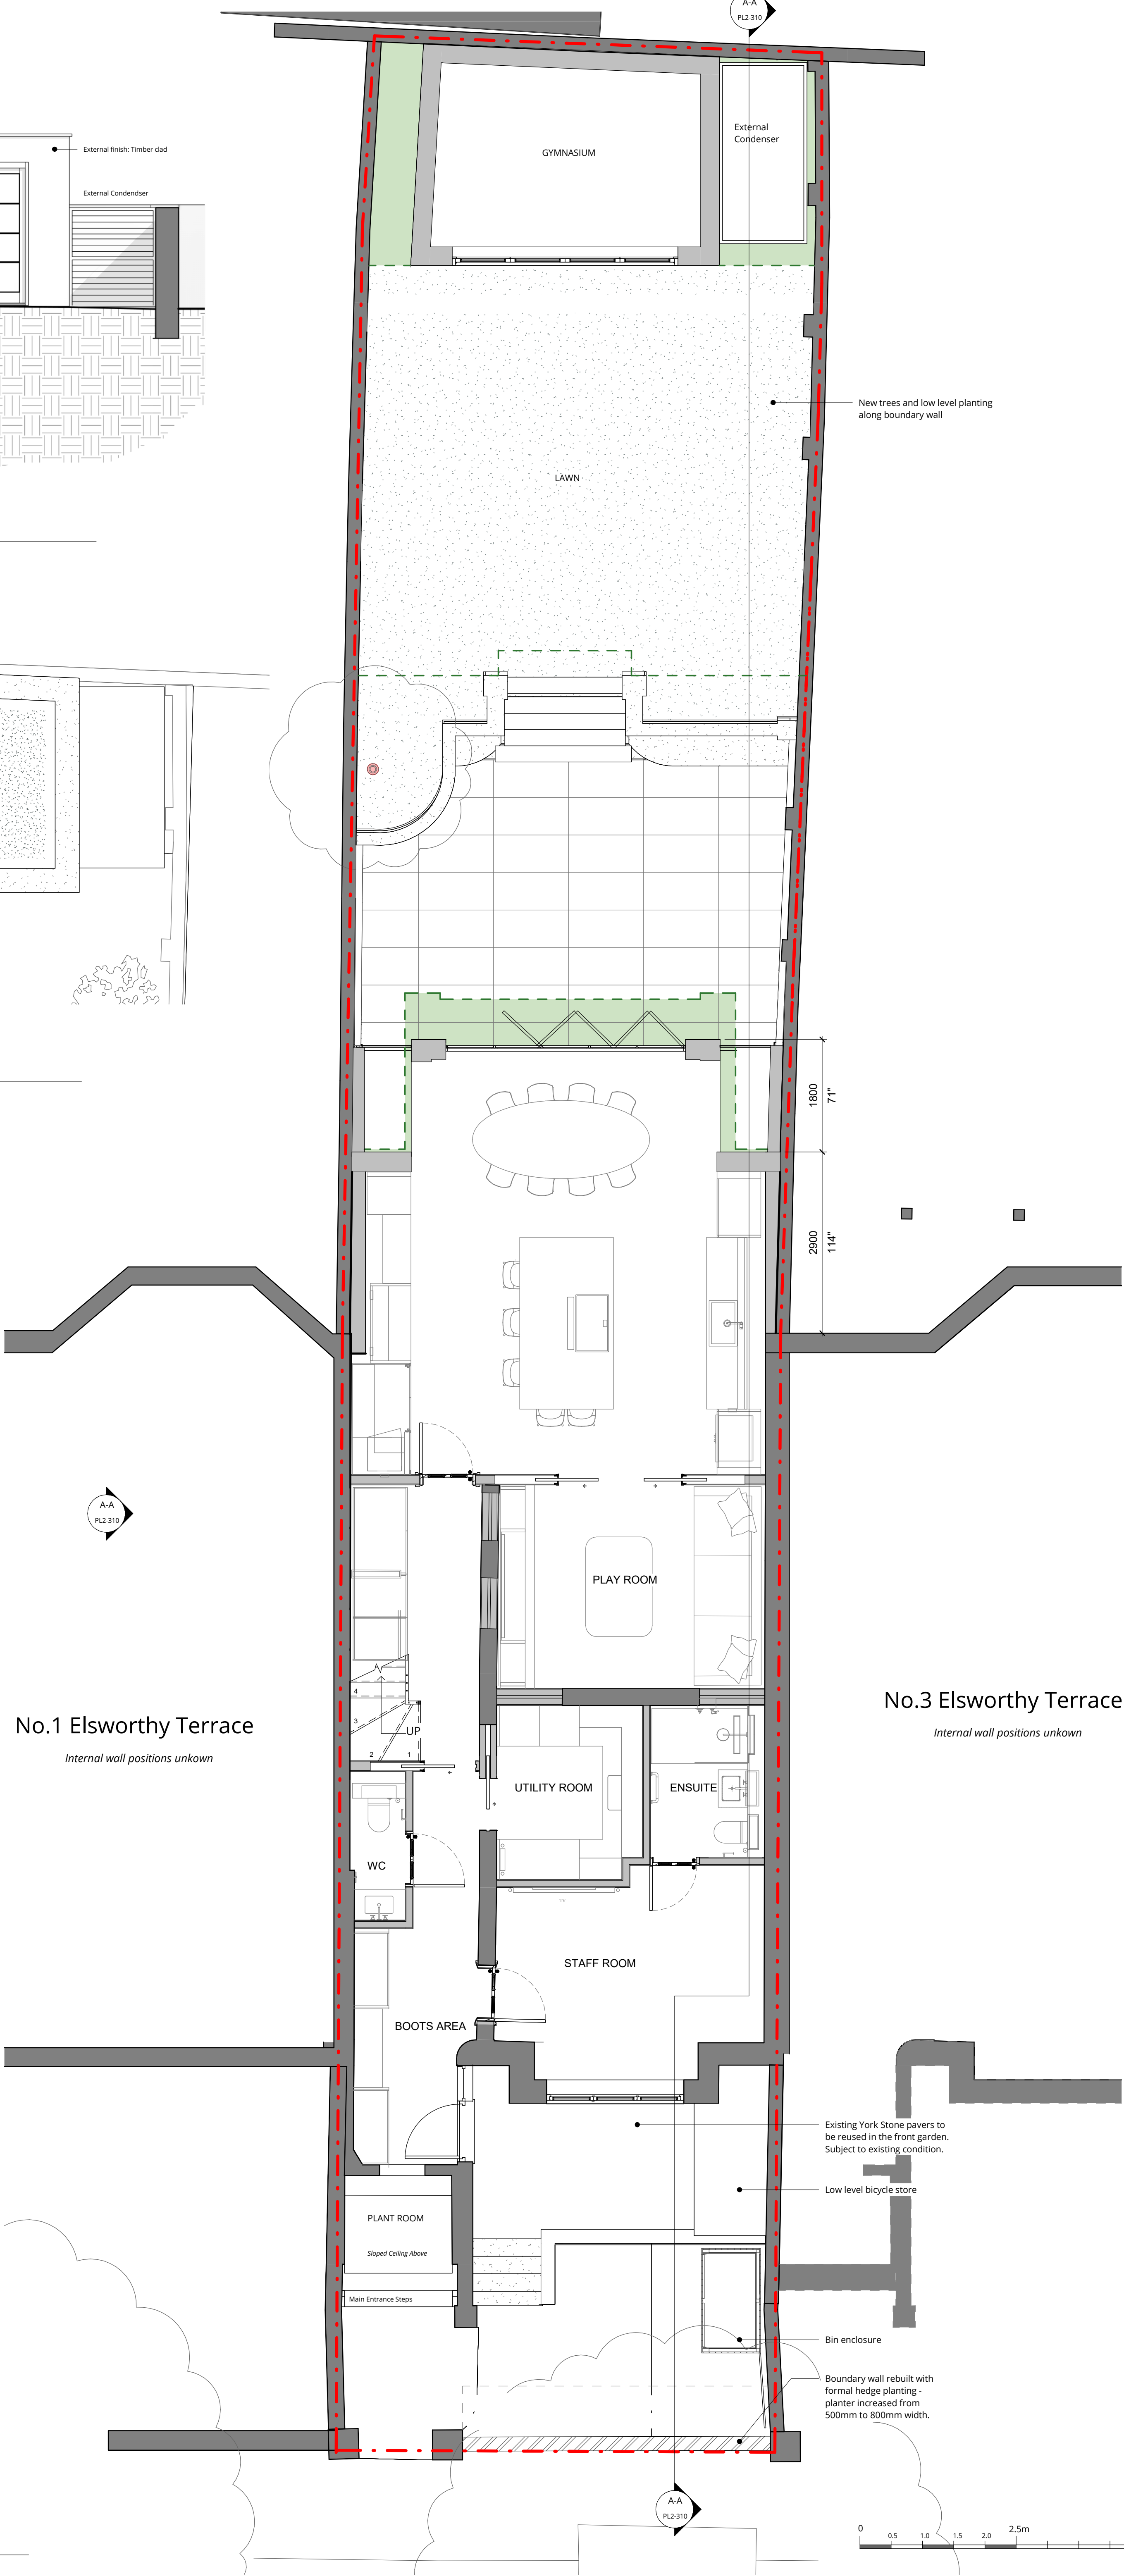 A-A
PL2-310
External finish: Timber clad
External Condendser
External
Condenser
GYMNASIUM
New trees and low level planting
along boundary wall
LAWN
1800
71"
2900
114"
A-A
PL2-310
PLAY ROOM
No.1 Elsworthy Terrace
Internal wall positions unkown
No.3 Elsworthy Terrace
Internal wall positions unkown
4
3
2
1
UP
UTILITY ROOM
ENSUITE
WC
TV
STAFF ROOM
BOOTS AREA
Existing York Stone pavers to
be reused in the front garden.
Subject to existing condition.
Low level bicycle store
PLANT ROOM
Sloped Ceiling Above
Main Entrance Steps
Bin enclosure
Boundary wall rebuilt with
formal hedge planting -
planter increased from
500mm to 800mm width.
A-A
PL2-310
0
0.5
1.0
1.5
2.0
2.5m